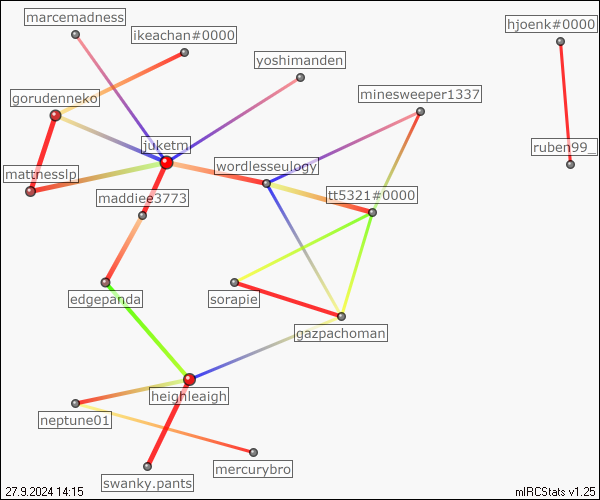 marcemadness
hjoenk#0000
ikeachan#0000
yoshimanden
minesweeper1337
gorudenneko
juketm
ruben99_
wordlesseulogy
mattnesslp
maddiee3773
tt5321#0000
edgepanda
sorapie
gazpachoman
heighleaigh
neptune01
mercurybro
swanky.pants
27.9.2024 14:15
mIRCStats v1.25